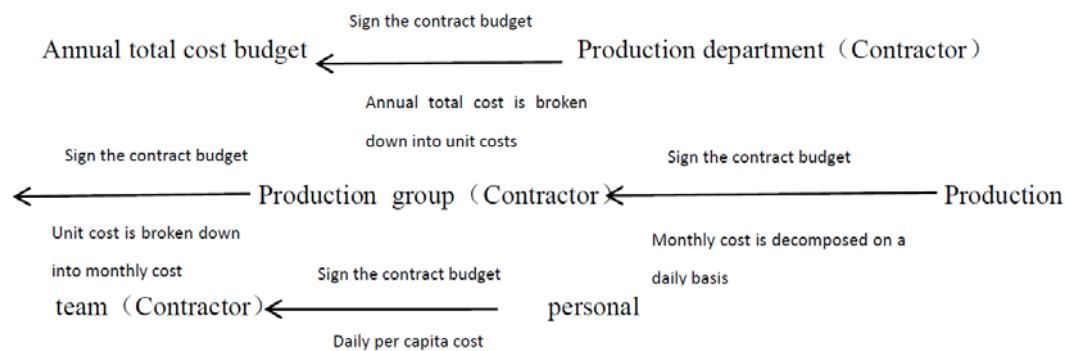 Sign the contract budget
Annual total cost budget
Production department（Contractor）
Annual total cost is broken
down into unit costs
Sign the contract budget
Sign the contract budget
Production group（Contractor）
Production
Unit cost is broken down
into monthly cost
Monthly cost is decomposed on a
daily basis
Sign the contract budget
team（Contractor）
personal
Daily per capita cost